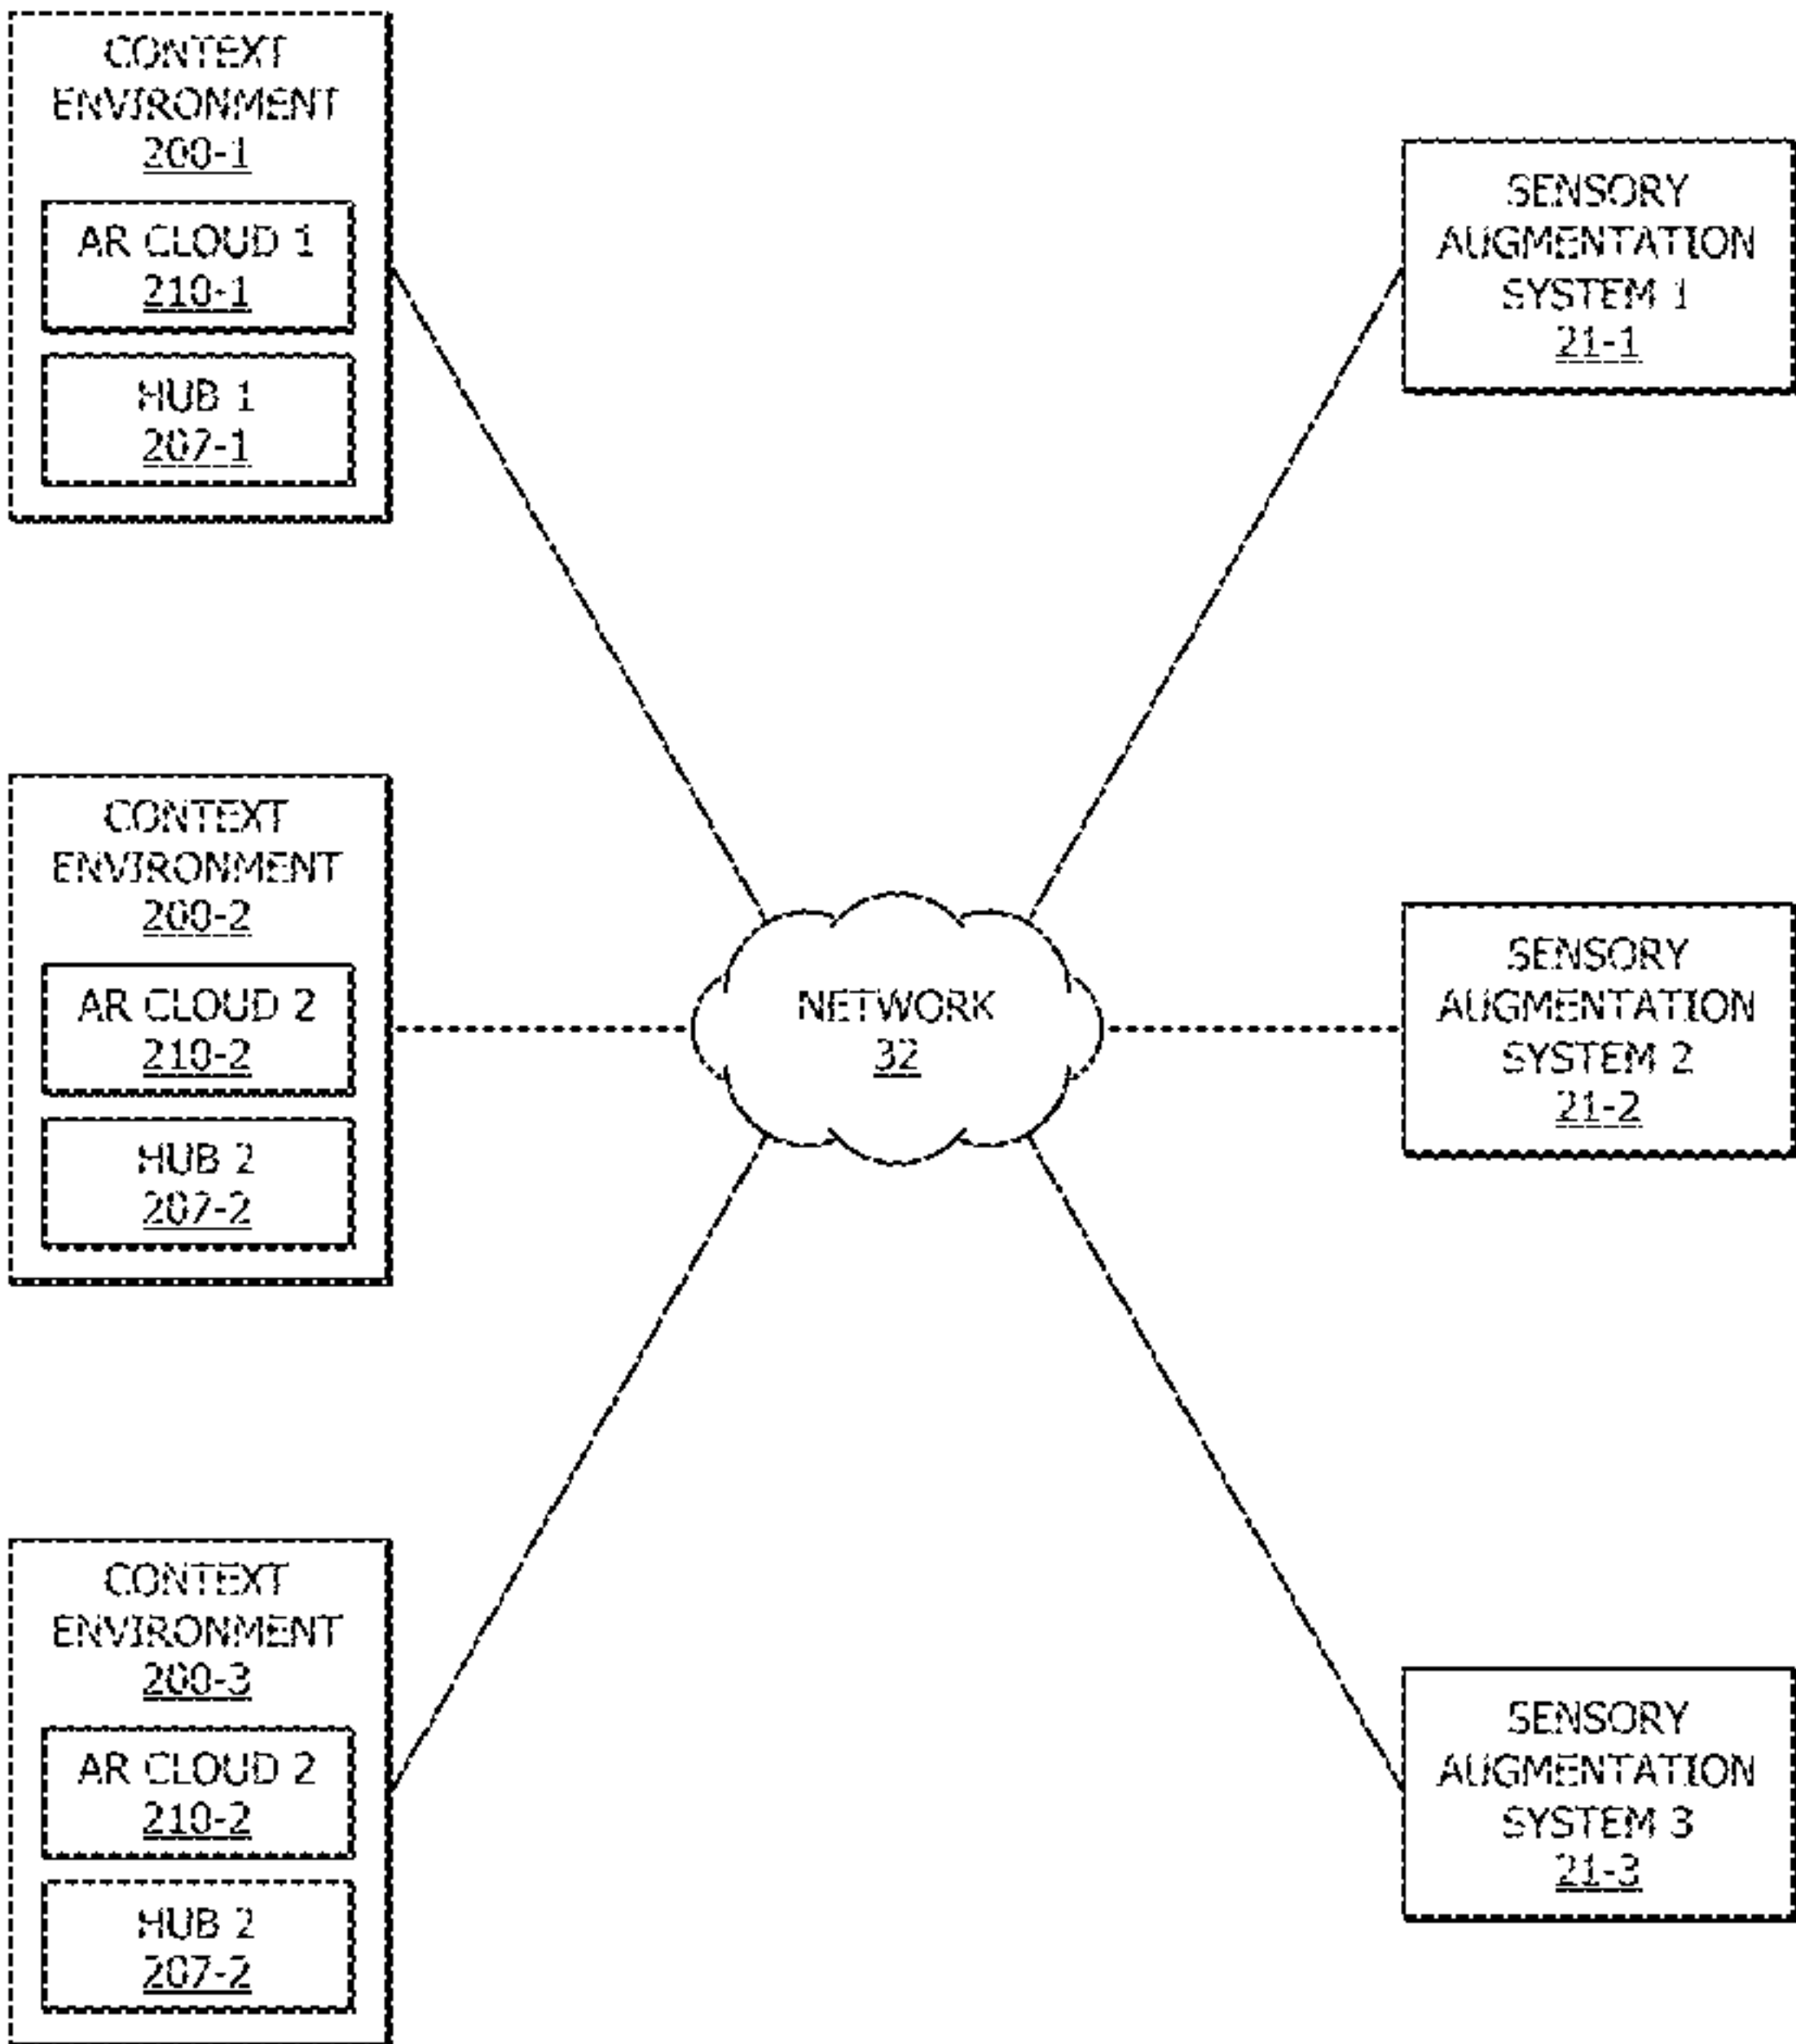 CONTEXT
ENVIRONMENT
200-1
AR CLOUD 1
210-1
HUB 1
207-1
SENSORY
AUGMENTATION
SYSTEM 1
21-1
CONTEXT
ENVIRONMENT
200-2
AR CLOUD 2
210-2
HUB 2
207-2
NETWORK
32
SENSORY
AUGMENTATION
SYSTEM 2
21-2
CONTEXT
ENVIRONMENT
200-3
AR CLOUD 2
210-2
HUB 2
207-2
SENSORY
AUGMENTATION
SYSTEM 3
21-3